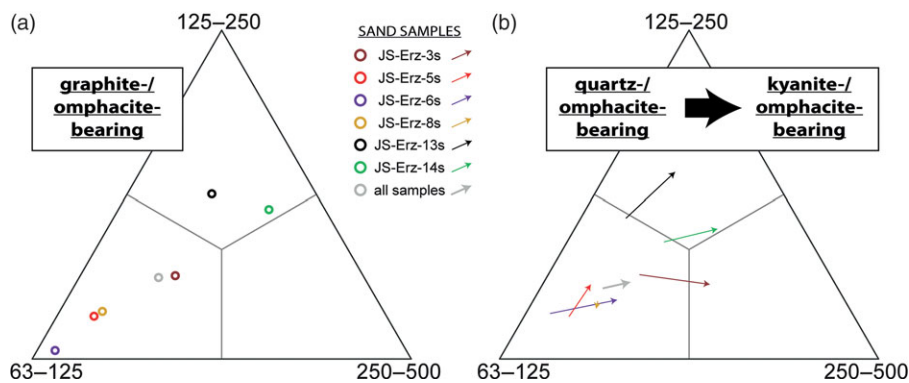 (a)
125–250
graphite-/
omphacite-
bearing
63–125
250–500
SAND SAMPLES
JS-Erz-3s
JS-Erz-5s
JS-Erz-6s
JS-Erz-8s
JS-Erz-13s
JS-Erz-14s
all samples
(b)
125–250
quartz-/
omphacite-
bearing
kyanite-/
omphacite-
bearing
63–125
250–500